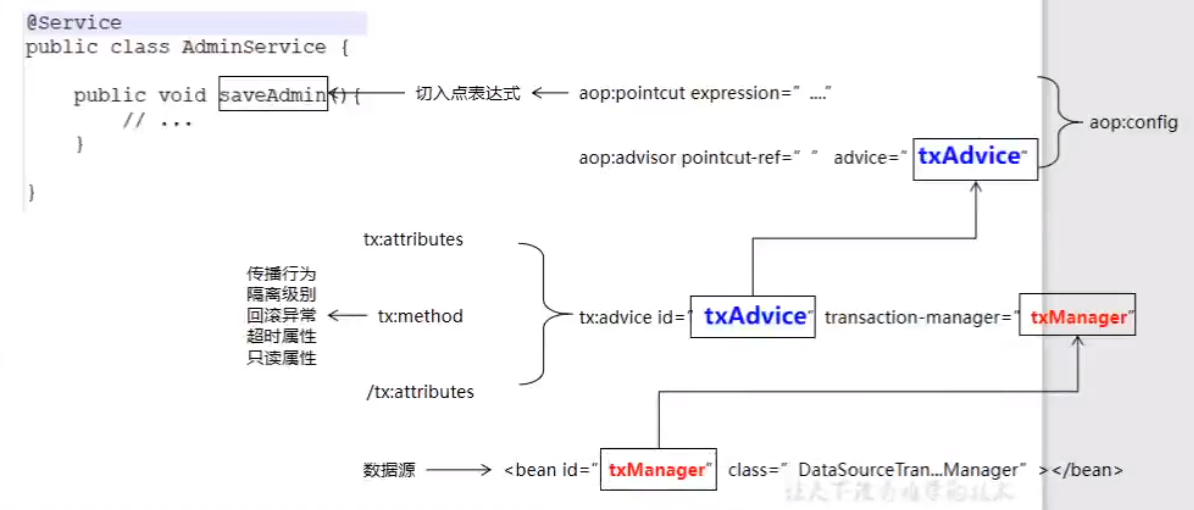 @Service
public class AdminService {
public void saveAdmin(){
// ...
}
}
切入点表达式
aop:pointcut expression=" ...."
aop:config
aop:advisor pointcut-ref=" " advice=" txAdvice"
tx:attributes
传播行为
隔离级别
回滚异常
超时属性
只读属性
tx:method
tx:advice id=" txAdvice" transaction-manager=" txManager"
/tx:attributes
数据源
<bean id=" txManager" class=" DataSourceTran...Manager" ></bean>